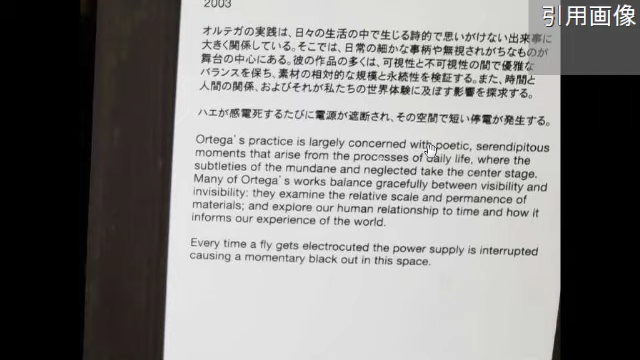 引用画像
2003
オルテガの実践は、日々の生活の中で生じる詩的で思いがけない出来事に
大きく関係している。そこでは、日常の細かな事柄や無視されがちなものが
舞台の中心にある。彼の作品の多くは、可視性と不可視性の間で優雅な
バランスを保ち、素材の相対的な規模と永続性を検証する。また、時間と
人間の関係、およびそれが私たちの世界体験に及ぼす影響を探求する。
ハエが感電死するたびに電源が遮断され、その空間で短い停電が発生する。
Ortega's practice is largely concerned with poetic, serendipitous
moments that arise from the processes of daily life, where the
subtleties of the mundane and neglected take the center stage.
Many of Ortega's works balance gracefully between visibility and
invisibility: they examine the relative scale and permanence of
materials; and explore our human relationship to time and how it
informs our experience of the world.
Every time a fly gets electrocuted the power supply is interrupted
causing a momentary black out in this space.